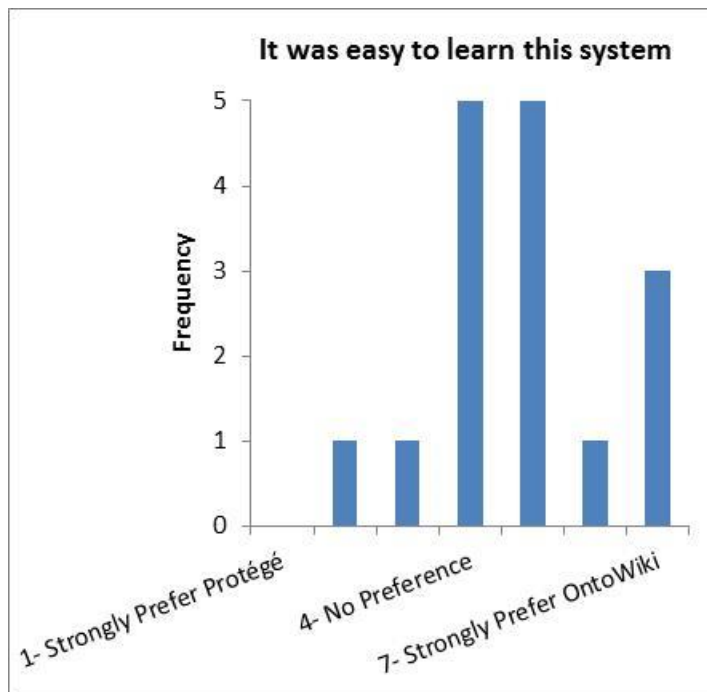 It was easy to learn this system
Frequency
5
4
3
2
1
0
1- Strongly Prefer Protégé
4- No Preference
7- Strongly Prefer OntoWiki